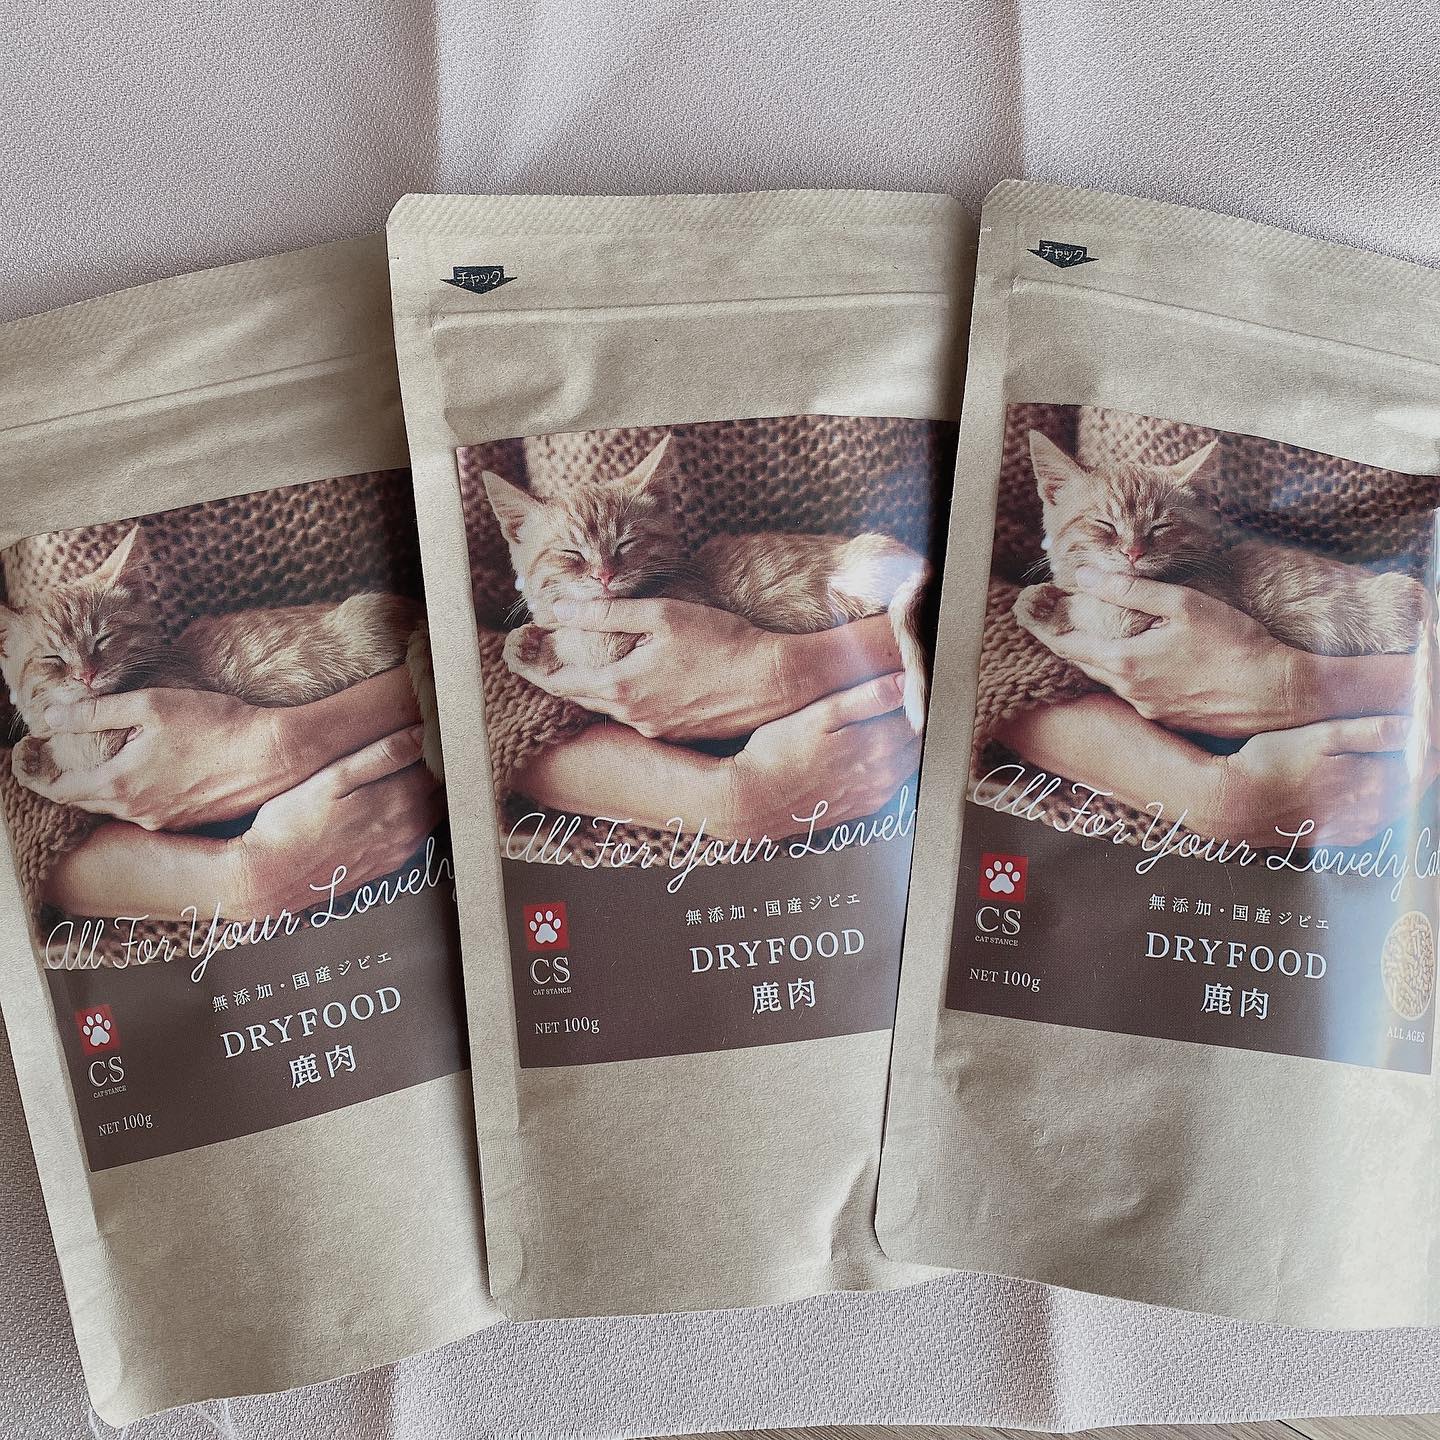 All For Your Lovely
無添加・国産ジビエ
DRYFOOD
鹿肉
CS
CAT STANCE
NET 100g
チャック
All For Your Lovel
無添加・国産ジビエ
DRYFOOD
鹿肉
CS
CAT STANCE
NET 100g
チャック
All For Your Lovely Cat
無添加・国産ジビエ
DRYFOOD
鹿肉
CS
CAT STANCE
NET 100g
ALL AGES